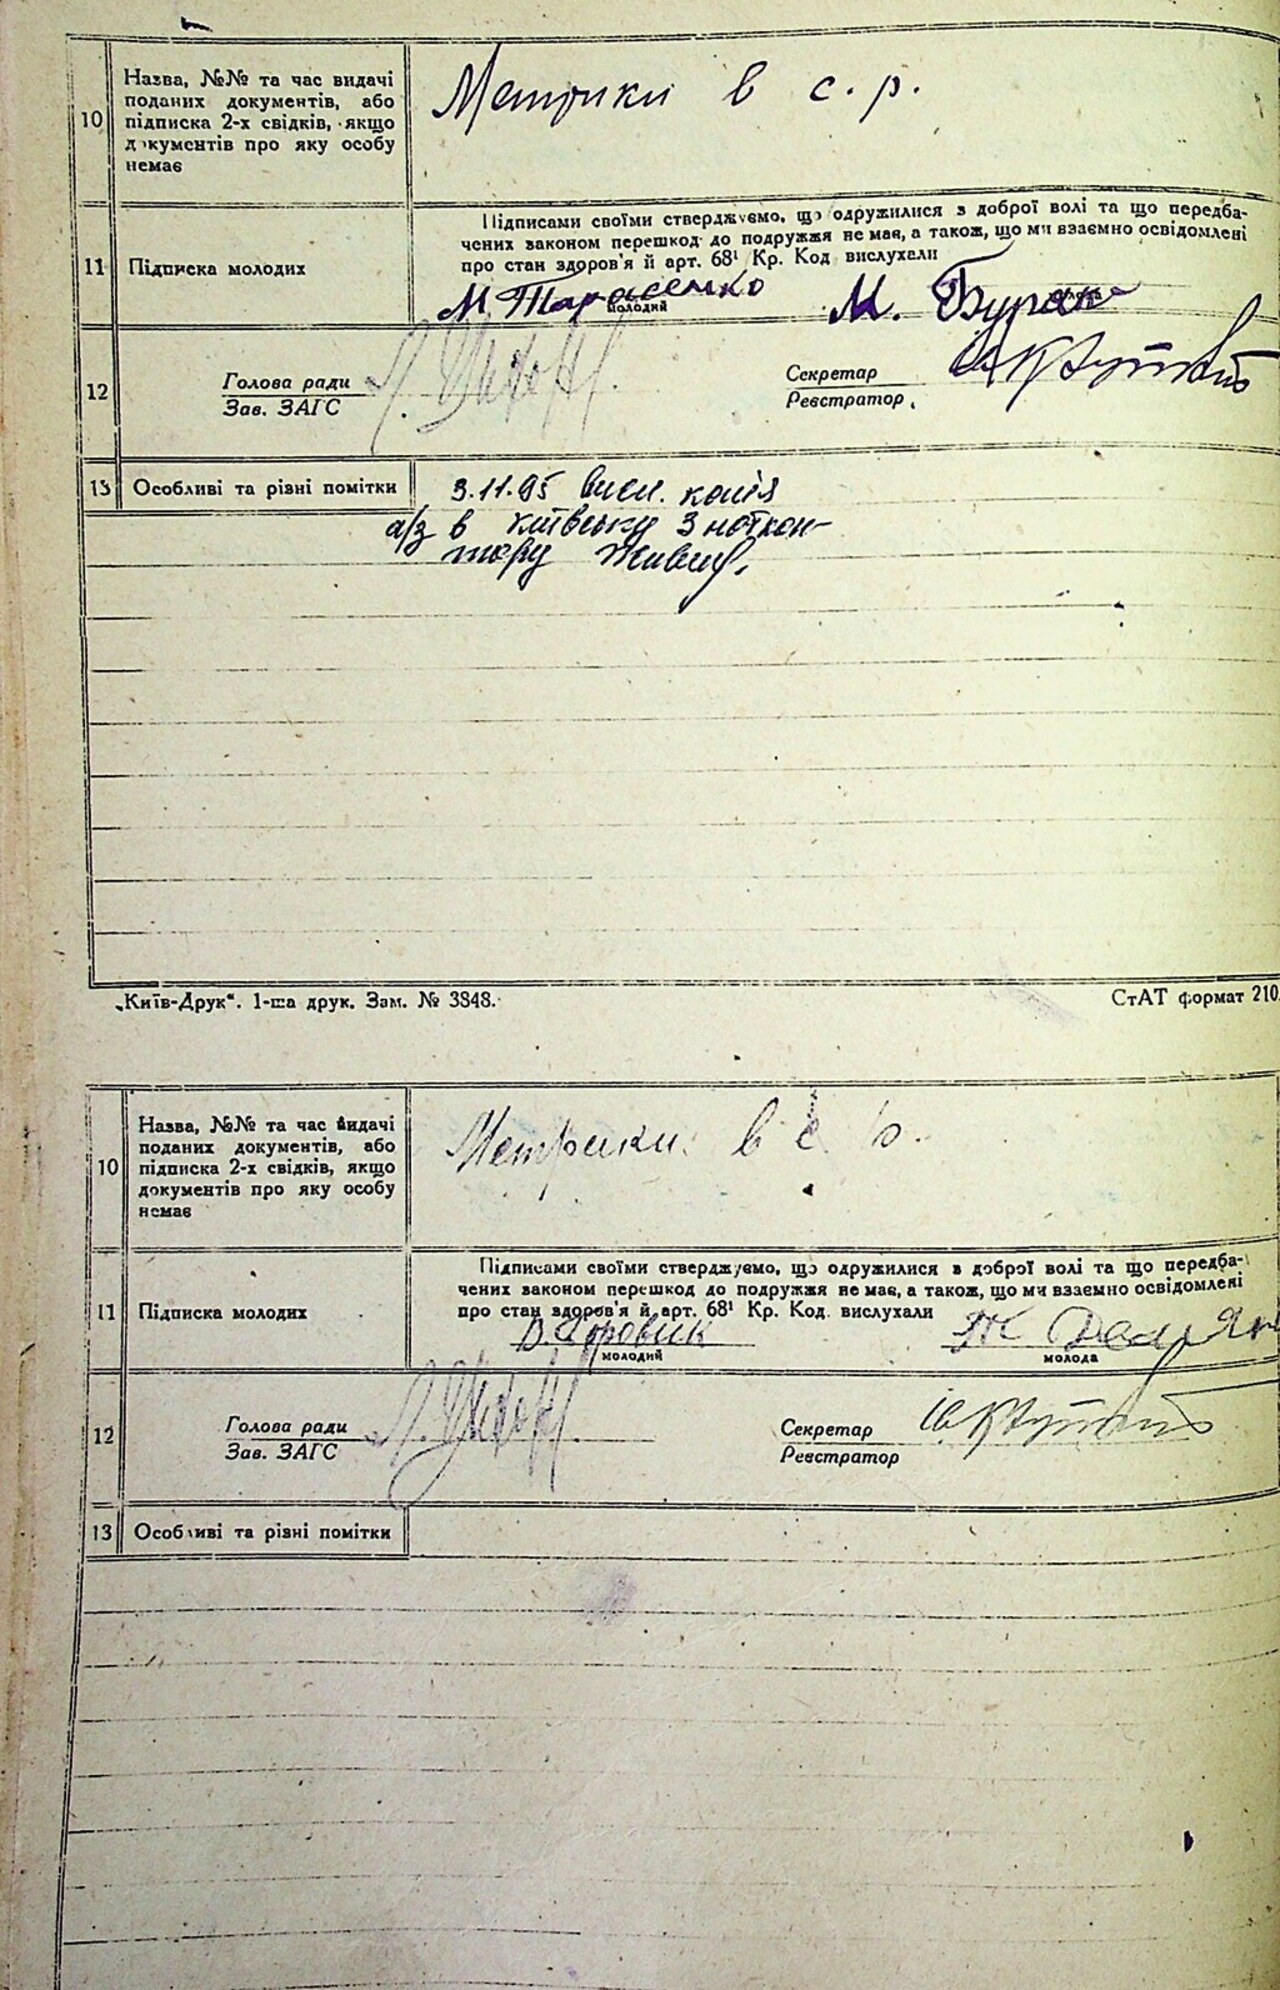 10
Назва, №№ та час видачі
поданих документів, або
підписка 2-х свідків, якщо
документів про яку особу
немає
Метрики в с. р.
11
Підписка молодих
Підписами своїми стверджуємо, що одружилися з доброї волі та що передба-
чених законом перешкод до подружжя не має, а також, що ми взаємно освідомлені
про стан здоров'я й арт. 68¹ Кр. Код вислухали
М. Тарасенко М. Бурак
молодий
12
Голова ради
Зав. ЗАГС
Секретар
Реєстратор
13
Особливі та різні помітки
3.11.95 висл. копія
а/з в київську 3 ноткон-
тору
„Київ-Друк“. 1-ша друк. Зам. № 3848.
СтАТ формат 210
10
Назва, №№ та час видачі
поданих документів, або
підписка 2-х свідків, якщо
документів про яку особу
немає
Метрики в с р.
11
Підписка молодих
Підписами своїми стверджуємо, що одружилися з доброї волі та що передба-
чених законом перешкод до подружжя не має, а також, що ми взаємно освідомлені
про стан здоров'я й арт. 68¹ Кр. Код. вислухали
молодий
молода
12
Голова ради
Зав. ЗАГС
Секретар
Реєстратор
13
Особливі та різні помітки